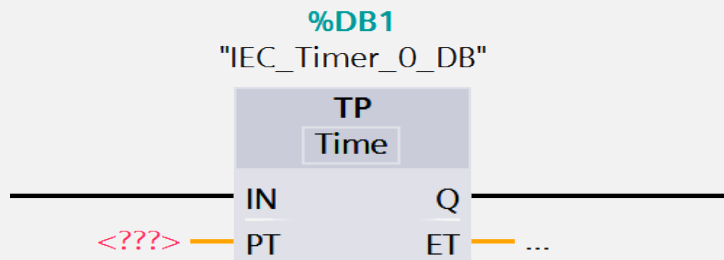 %DB1
"IEC_Timer_0_DB"
TP
Time
IN Q
<???> PT ET ...